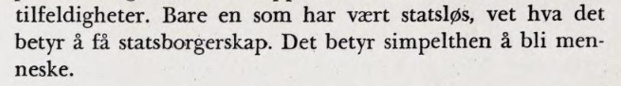 tilfeldigheter. Bare en som har vært statsløs, vet hva det
betyr å få statsborgerskap. Det betyr simpelthen å bli men-
neske.